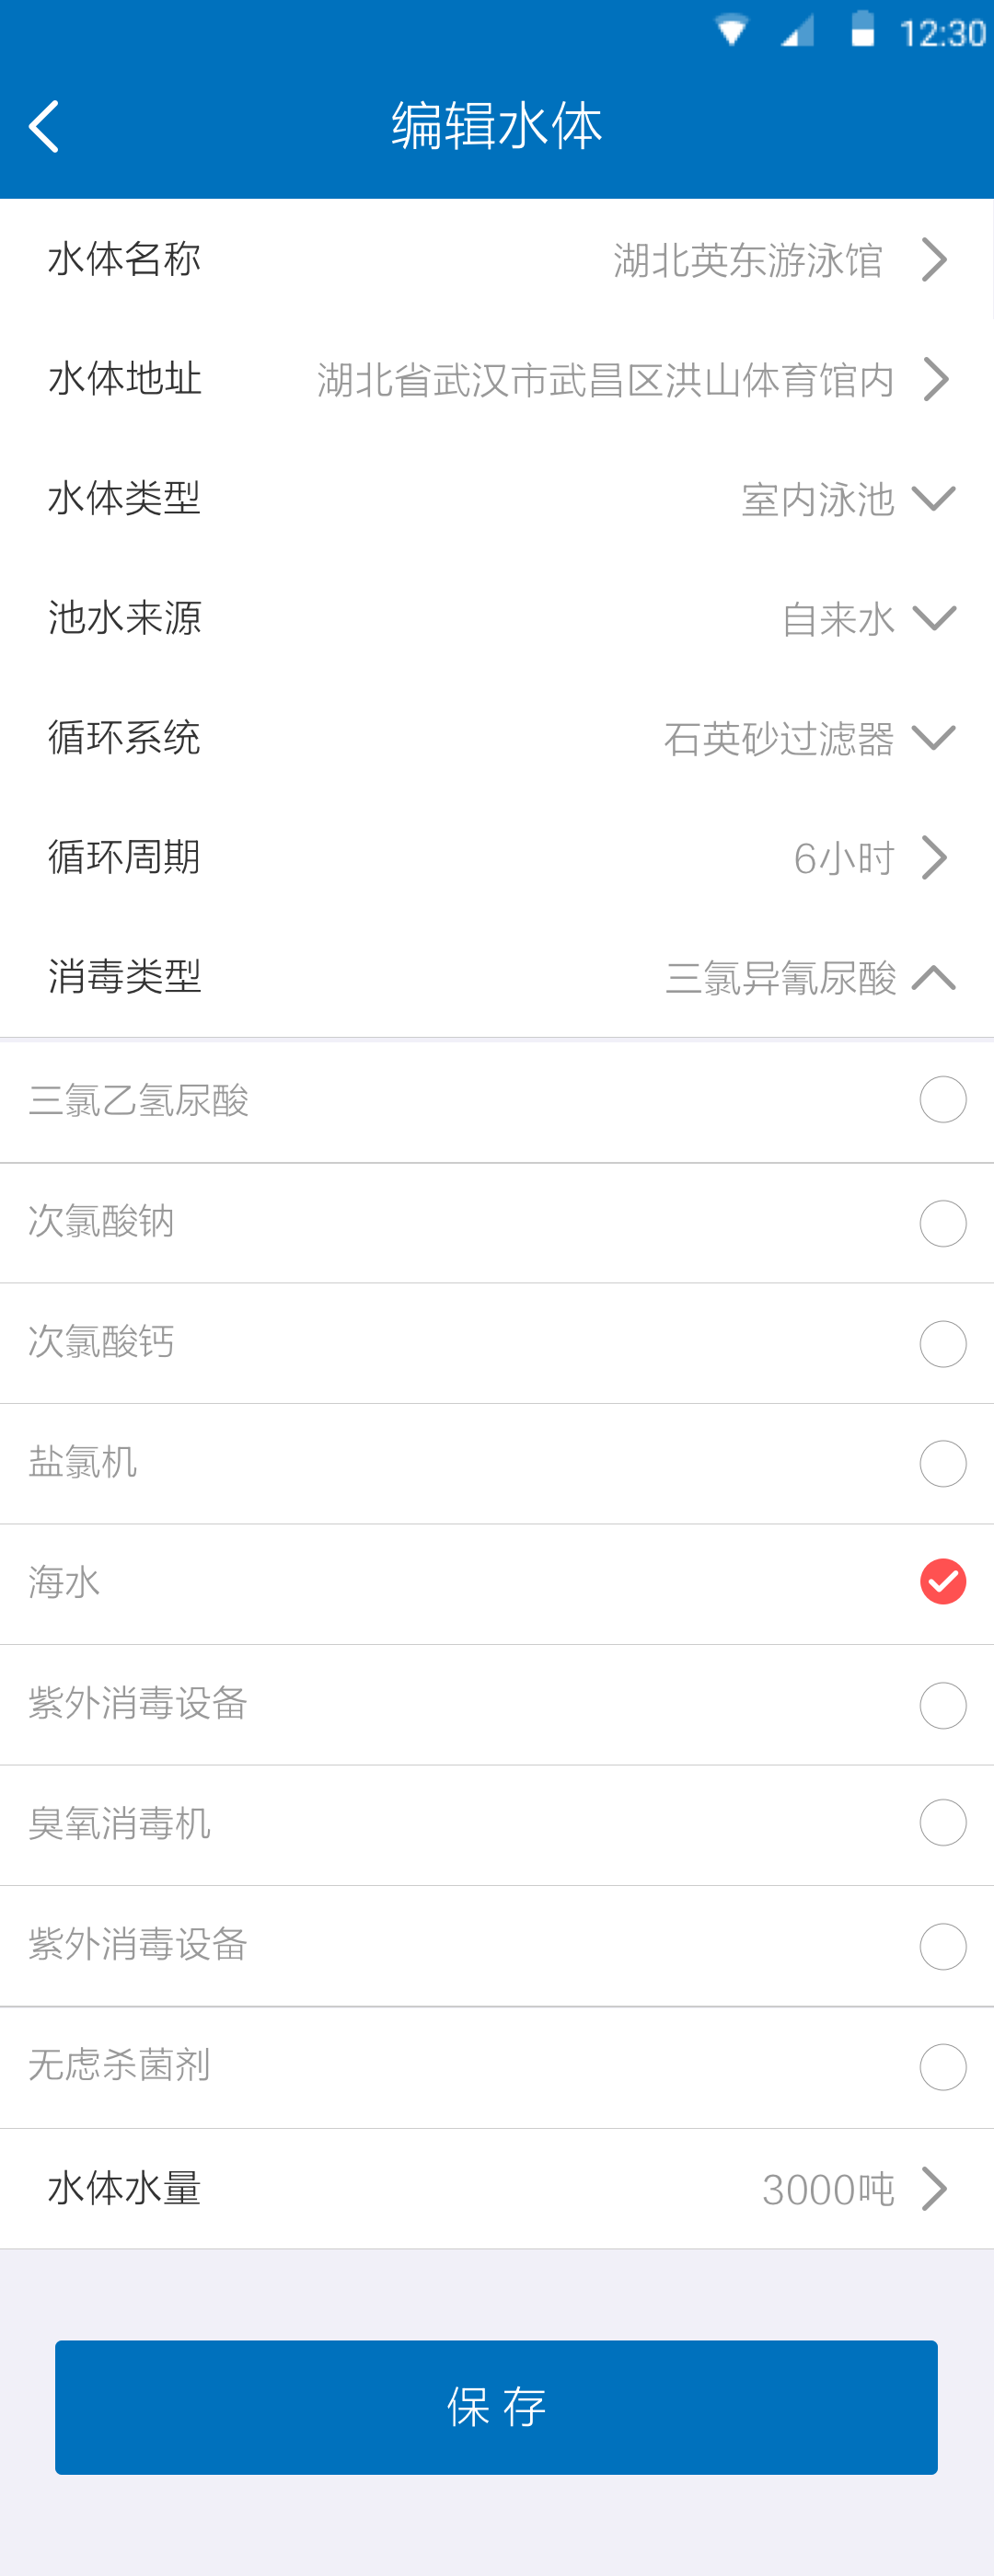 12:30
编辑水体
水体名称 湖北英东游泳馆
水体地址 湖北省武汉市武昌区洪山体育馆内
水体类型 室内泳池
池水来源 自来水
循环系统 石英砂过滤器
循环周期 6小时
消毒类型 三氯异氰尿酸
三氯乙氢尿酸
次氯酸钠
次氯酸钙
盐氯机
海水
紫外消毒设备
臭氧消毒机
紫外消毒设备
无虑杀菌剂
水体水量 3000吨
保 存